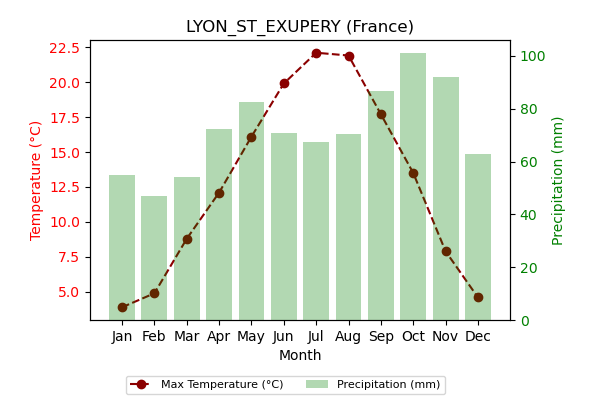 LYON_ST_EXUPERY (France)
22.5
20.0
17.5
15.0
12.5
10.0
7.5
5.0
Temperature (°C)
100
80
60
40
20
0
Precipitation (mm)
Jan Feb Mar Apr May Jun Jul Aug Sep Oct Nov Dec
Month
Max Temperature (°C) Precipitation (mm)